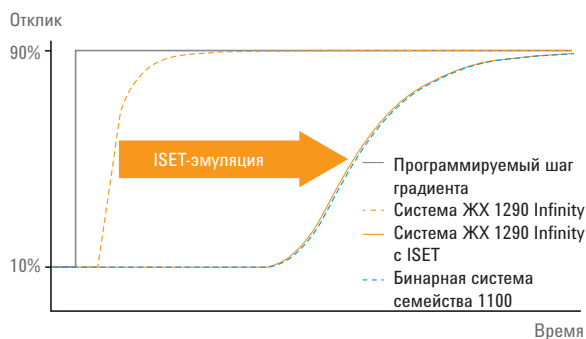 Отклик
90%
ISET-эмуляция
Программируемый шаг
градиента
Система ЖХ 1290 Infinity
Система ЖХ 1290 Infinity
с ISET
10%
Бинарная система
семейства 1100
Время